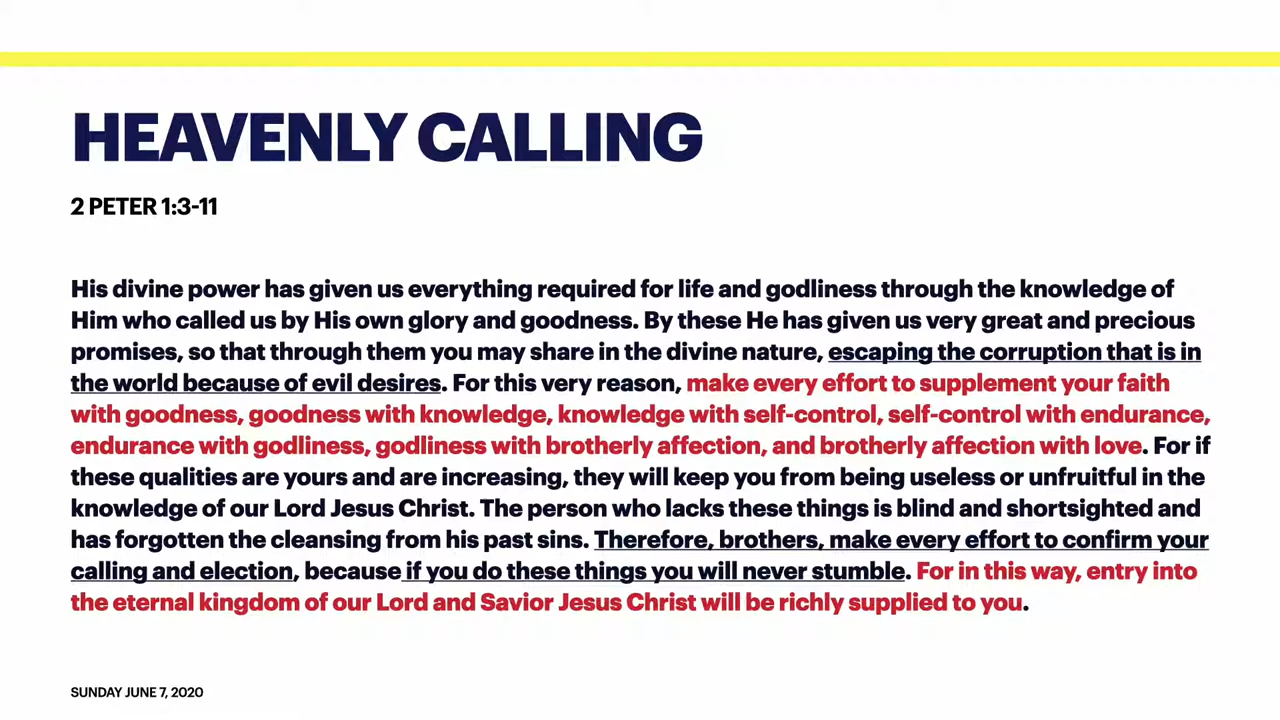 HEAVENLY CALLING
2 PETER 1:3-11
His divine power has given us everything required for life and godliness through the knowledge of
Him who called us by His own glory and goodness. By these He has given us very great and precious
promises, so that through them you may share in the divine nature, escaping the corruption that is in
the world because of evil desires. For this very reason, make every effort to supplement your faith
with goodness, goodness with knowledge, knowledge with self-control, self-control with endurance,
endurance with godliness, godliness with brotherly affection, and brotherly affection with love. For if
these qualities are yours and are increasing, they will keep you from being useless or unfruitful in the
knowledge of our Lord Jesus Christ. The person who lacks these things is blind and shortsighted and
has forgotten the cleansing from his past sins. Therefore, brothers, make every effort to confirm your
calling and election, because if you do these things you will never stumble. For in this way, entry into
the eternal kingdom of our Lord and Savior Jesus Christ will be richly supplied to you.
SUNDAY JUNE 7, 2020